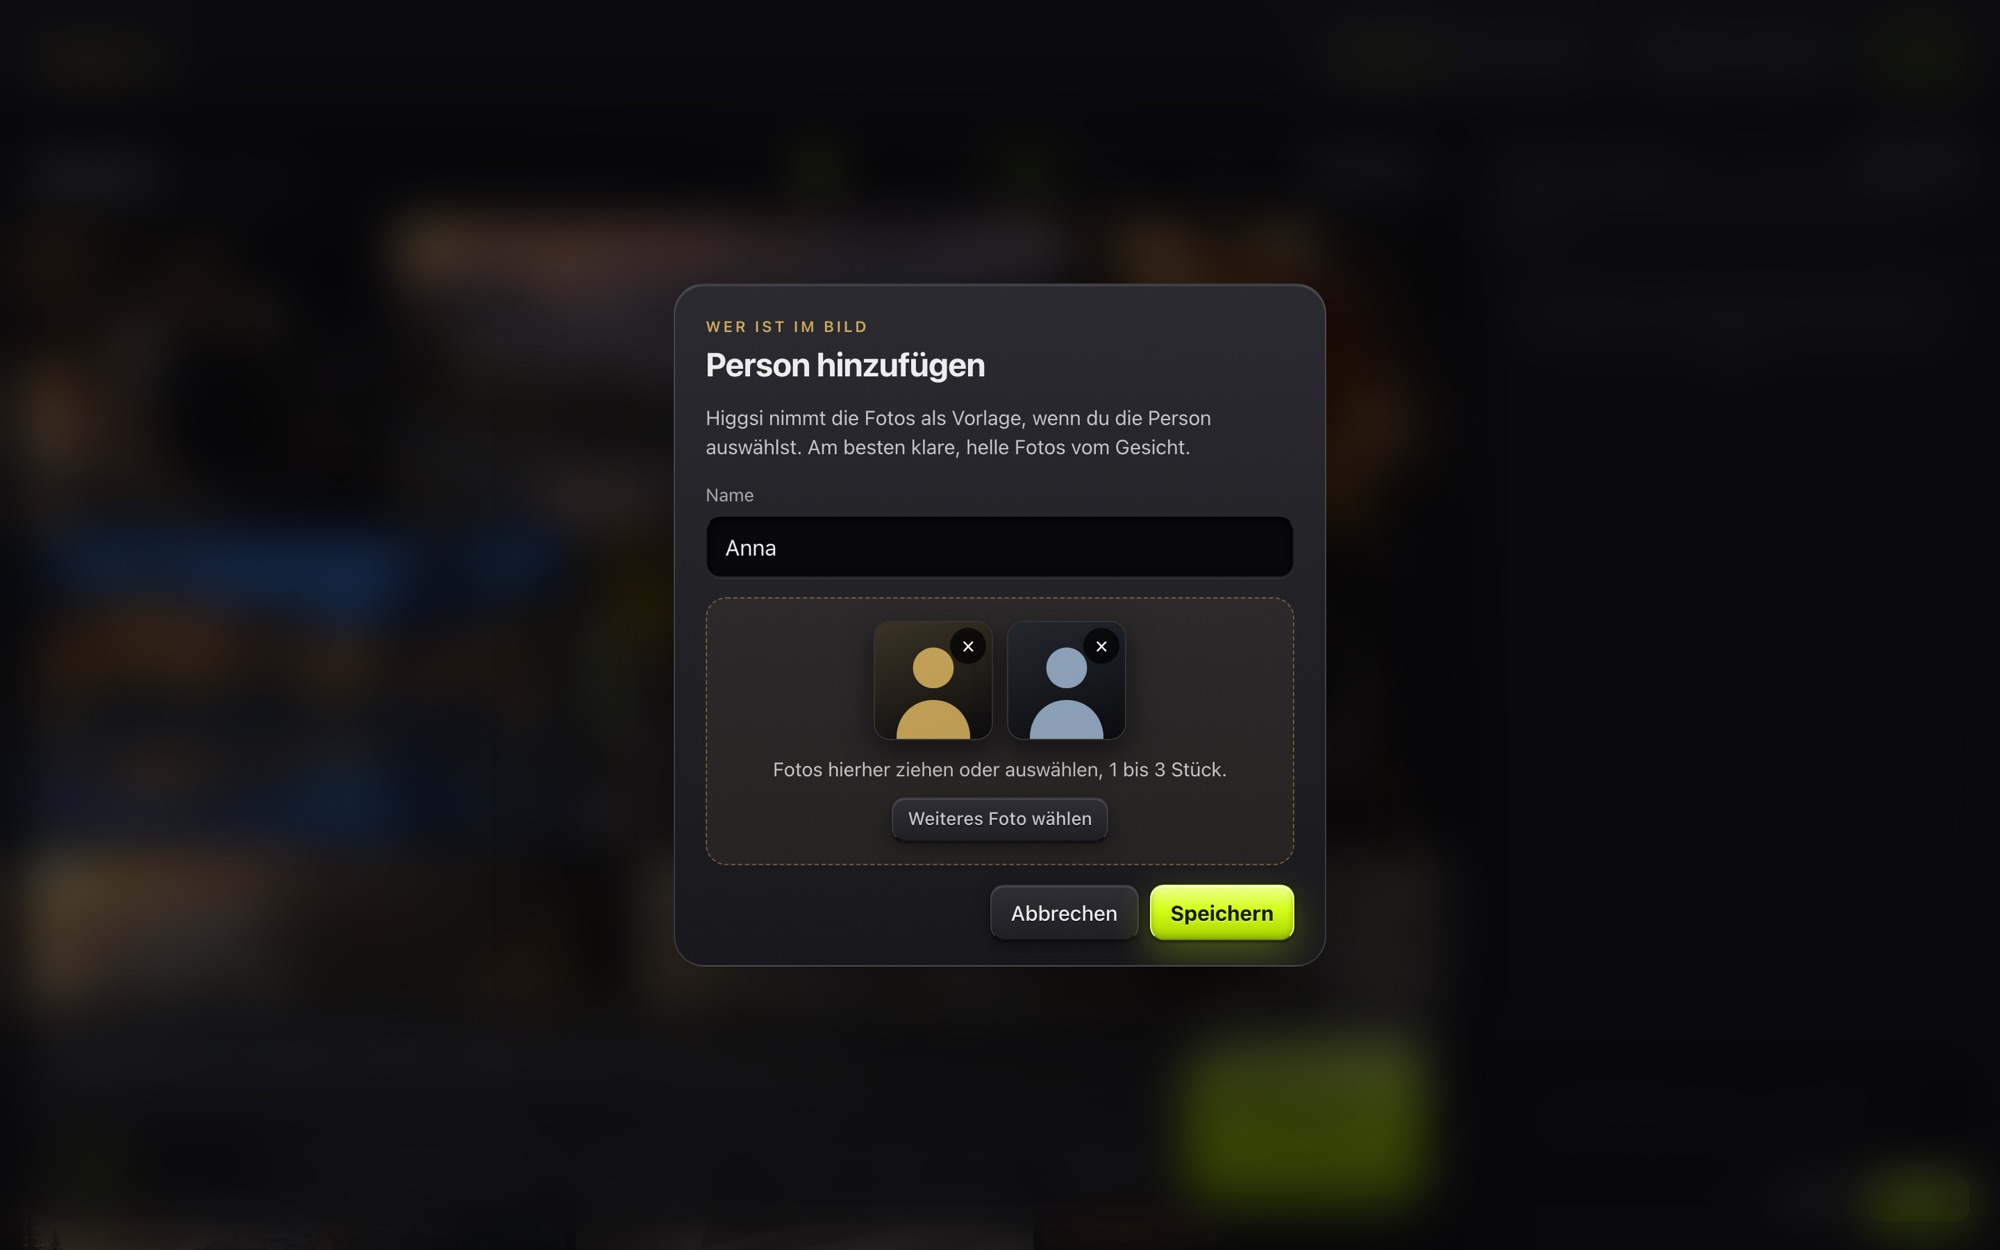 WER IST IM BILD
Person hinzufügen
Higgsi nimmt die Fotos als Vorlage, wenn du die Person
auswählst. Am besten klare, helle Fotos vom Gesicht.
Name
Anna
Fotos hierher ziehen oder auswählen, 1 bis 3 Stück.
Weiteres Foto wählen
Abbrechen
Speichern